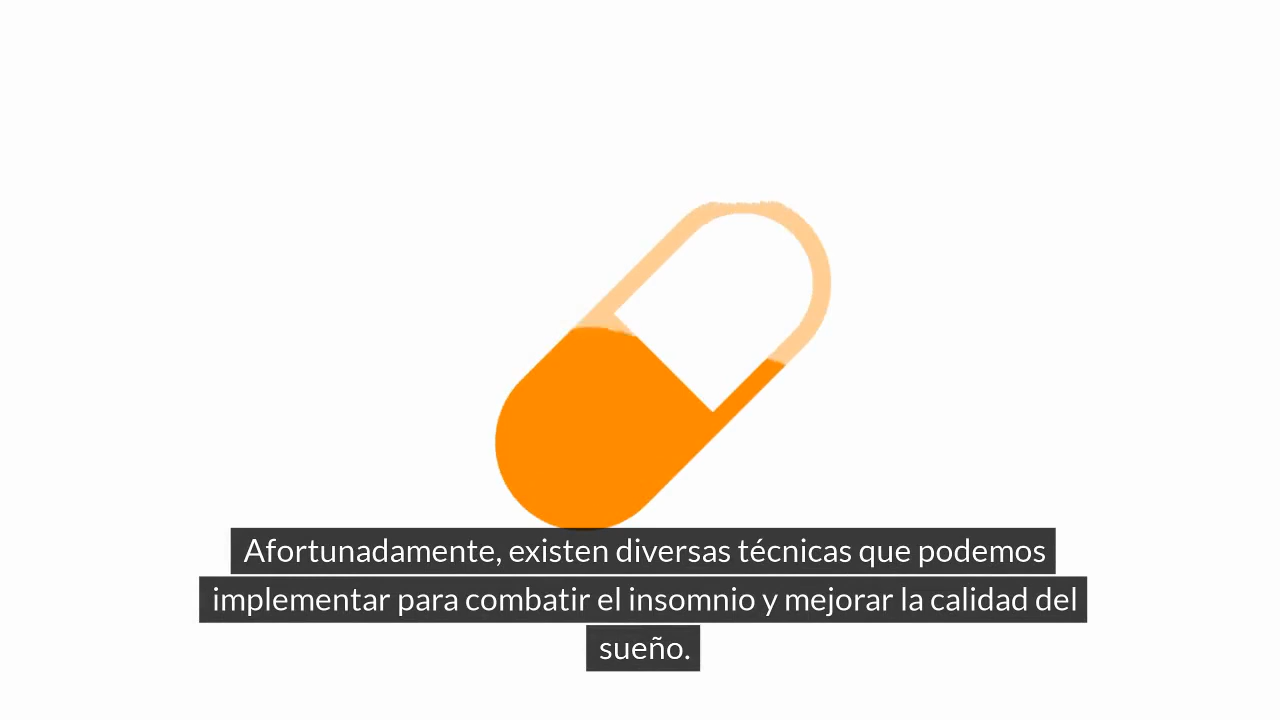 Afortunadamente, existen diversas técnicas que podemos
implementar para combatir el insomnio y mejorar la calidad del
sueño.